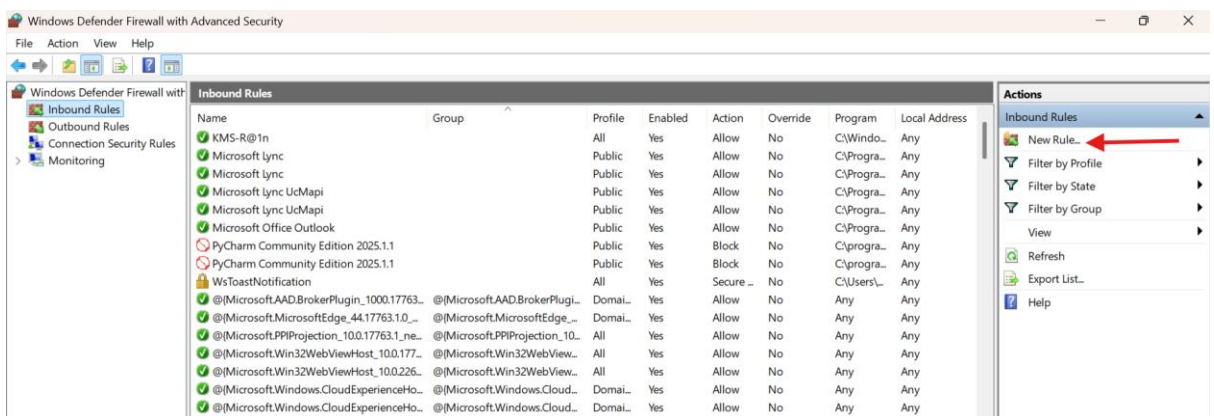 Windows Defender Firewall with Advanced Security
File Action View Help
Windows Defender Firewall with
Inbound Rules
Outbound Rules
Connection Security Rules
Monitoring
Inbound Rules
Name Group Profile Enabled Action Override Program Local Address
KMS-R@1n All Yes Allow No C:\Windo... Any
Microsoft Lync Public Yes Allow No C:\Progra... Any
Microsoft Lync Public Yes Allow No C:\Progra... Any
Microsoft Lync UcMapi Public Yes Allow No C:\Progra... Any
Microsoft Lync UcMapi Public Yes Allow No C:\Progra... Any
Microsoft Office Outlook Public Yes Allow No C:\Progra... Any
PyCharm Community Edition 2025.1.1 Public Yes Block No C:\progra... Any
PyCharm Community Edition 2025.1.1 Public Yes Block No C:\progra... Any
WsToastNotification All Yes Secure ... No C:\Users\... Any
@{Microsoft.AAD.BrokerPlugin_1000.17763... @{Microsoft.AAD.BrokerPlugi... Domai... Yes Allow No Any Any
@{Microsoft.MicrosoftEdge_44.17763.1.0_... @{Microsoft.MicrosoftEdge_... Domai... Yes Allow No Any Any
@{Microsoft.PPIProjection_10.0.17763.1_ne... @{Microsoft.PPIProjection_10... All Yes Allow No Any Any
@{Microsoft.Win32WebViewHost_10.0.177... @{Microsoft.Win32WebView... All Yes Allow No Any Any
@{Microsoft.Win32WebViewHost_10.0.226... @{Microsoft.Win32WebView... All Yes Allow No Any Any
@{Microsoft.Windows.CloudExperienceHo... @{Microsoft.Windows.Cloud... Domai... Yes Allow No Any Any
@{Microsoft.Windows.CloudExperienceHo... @{Microsoft.Windows.Cloud... Domai... Yes Allow No Any Any
Actions
Inbound Rules
New Rule...
Filter by Profile
Filter by State
Filter by Group
View
Refresh
Export List...
Help